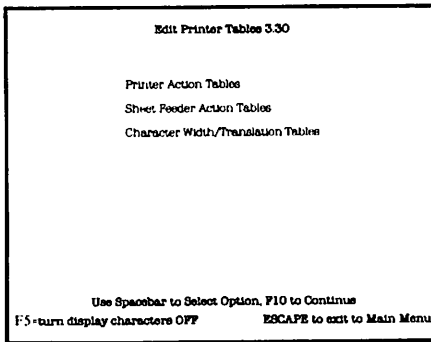 Edit Printer Tables 3.30
Printer Action Tables
Sheet Feeder Action Tables
Character Width/Translation Tables
Use Spacebar to Select Option, F10 to Continue
F5=turn display characters OFF ESCAPE to exit to Main Menu